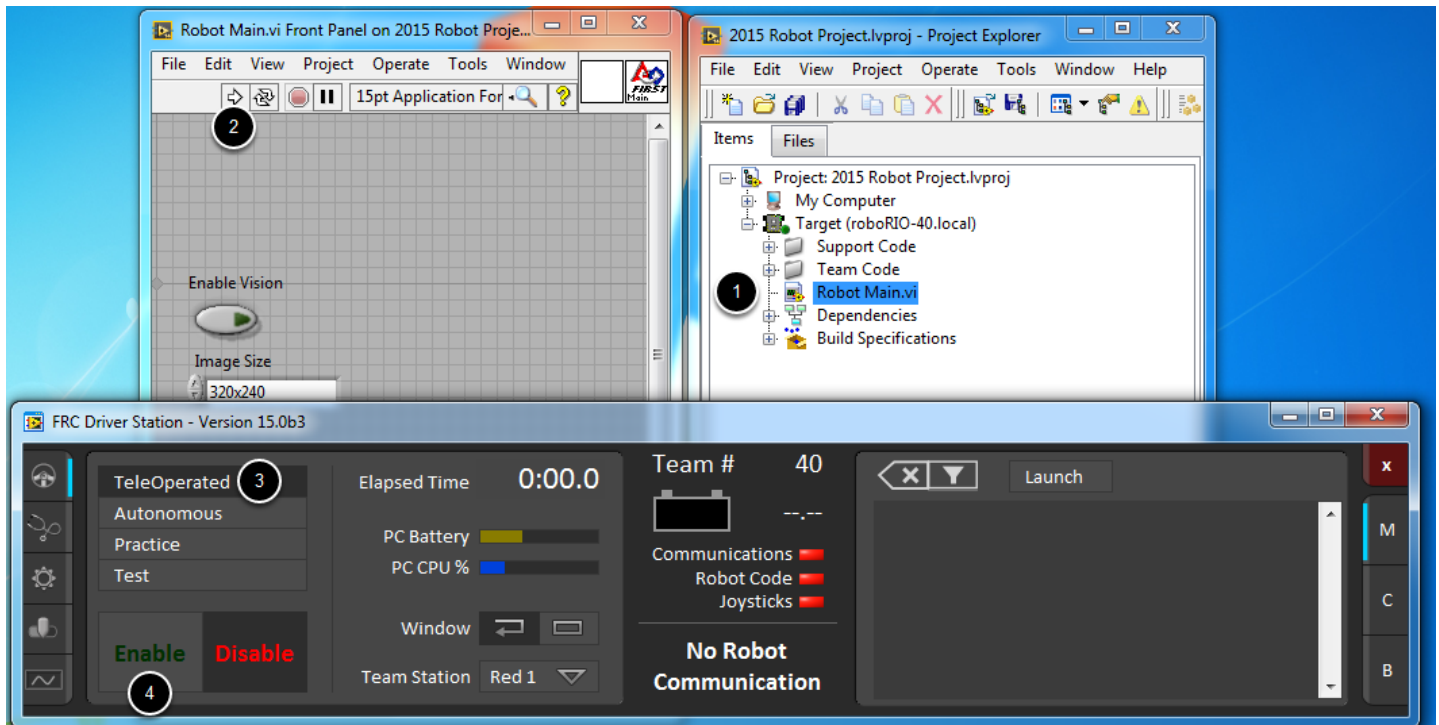 Robot Main.vi Front Panel on 2015 Robot Proje...
File Edit View Project Operate Tools Window
15pt Application For
FIRST
Main
2
Enable Vision
Image Size
320x240
2015 Robot Project.lvproj - Project Explorer
File Edit View Project Operate Tools Window Help
Items Files
Project: 2015 Robot Project.lvproj
My Computer
Target (roboRIO-40.local)
Support Code
Team Code
1 Robot Main.vi
Dependencies
Build Specifications
FRC Driver Station - Version 15.0b3
TeleOperated 3
Autonomous
Practice
Test
Enable Disable
4
Elapsed Time 0:00.0
PC Battery
PC CPU %
Window
Team Station Red 1
Team # 40
--.--
Communications
Robot Code
Joysticks
No Robot
Communication
Launch
X
M
C
B